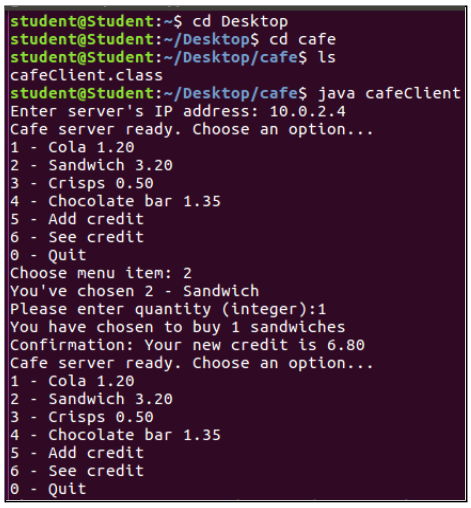 student@Student:~$ cd Desktop
student@Student:~/Desktop$ cd cafe
student@Student:~/Desktop/cafe$ ls
cafeClient.class
student@Student:~/Desktop/cafe$ java cafeClient
Enter server's IP address: 10.0.2.4
Cafe server ready. Choose an option...
1 - Cola 1.20
2 - Sandwich 3.20
3 - Crisps 0.50
4 - Chocolate bar 1.35
5 - Add credit
6 - See credit
0 - Quit
Choose menu item: 2
You've chosen 2 - Sandwich
Please enter quantity (integer):1
You have chosen to buy 1 sandwiches
Confirmation: Your new credit is 6.80
Cafe server ready. Choose an option...
1 - Cola 1.20
2 - Sandwich 3.20
3 - Crisps 0.50
4 - Chocolate bar 1.35
5 - Add credit
6 - See credit
0 - Quit